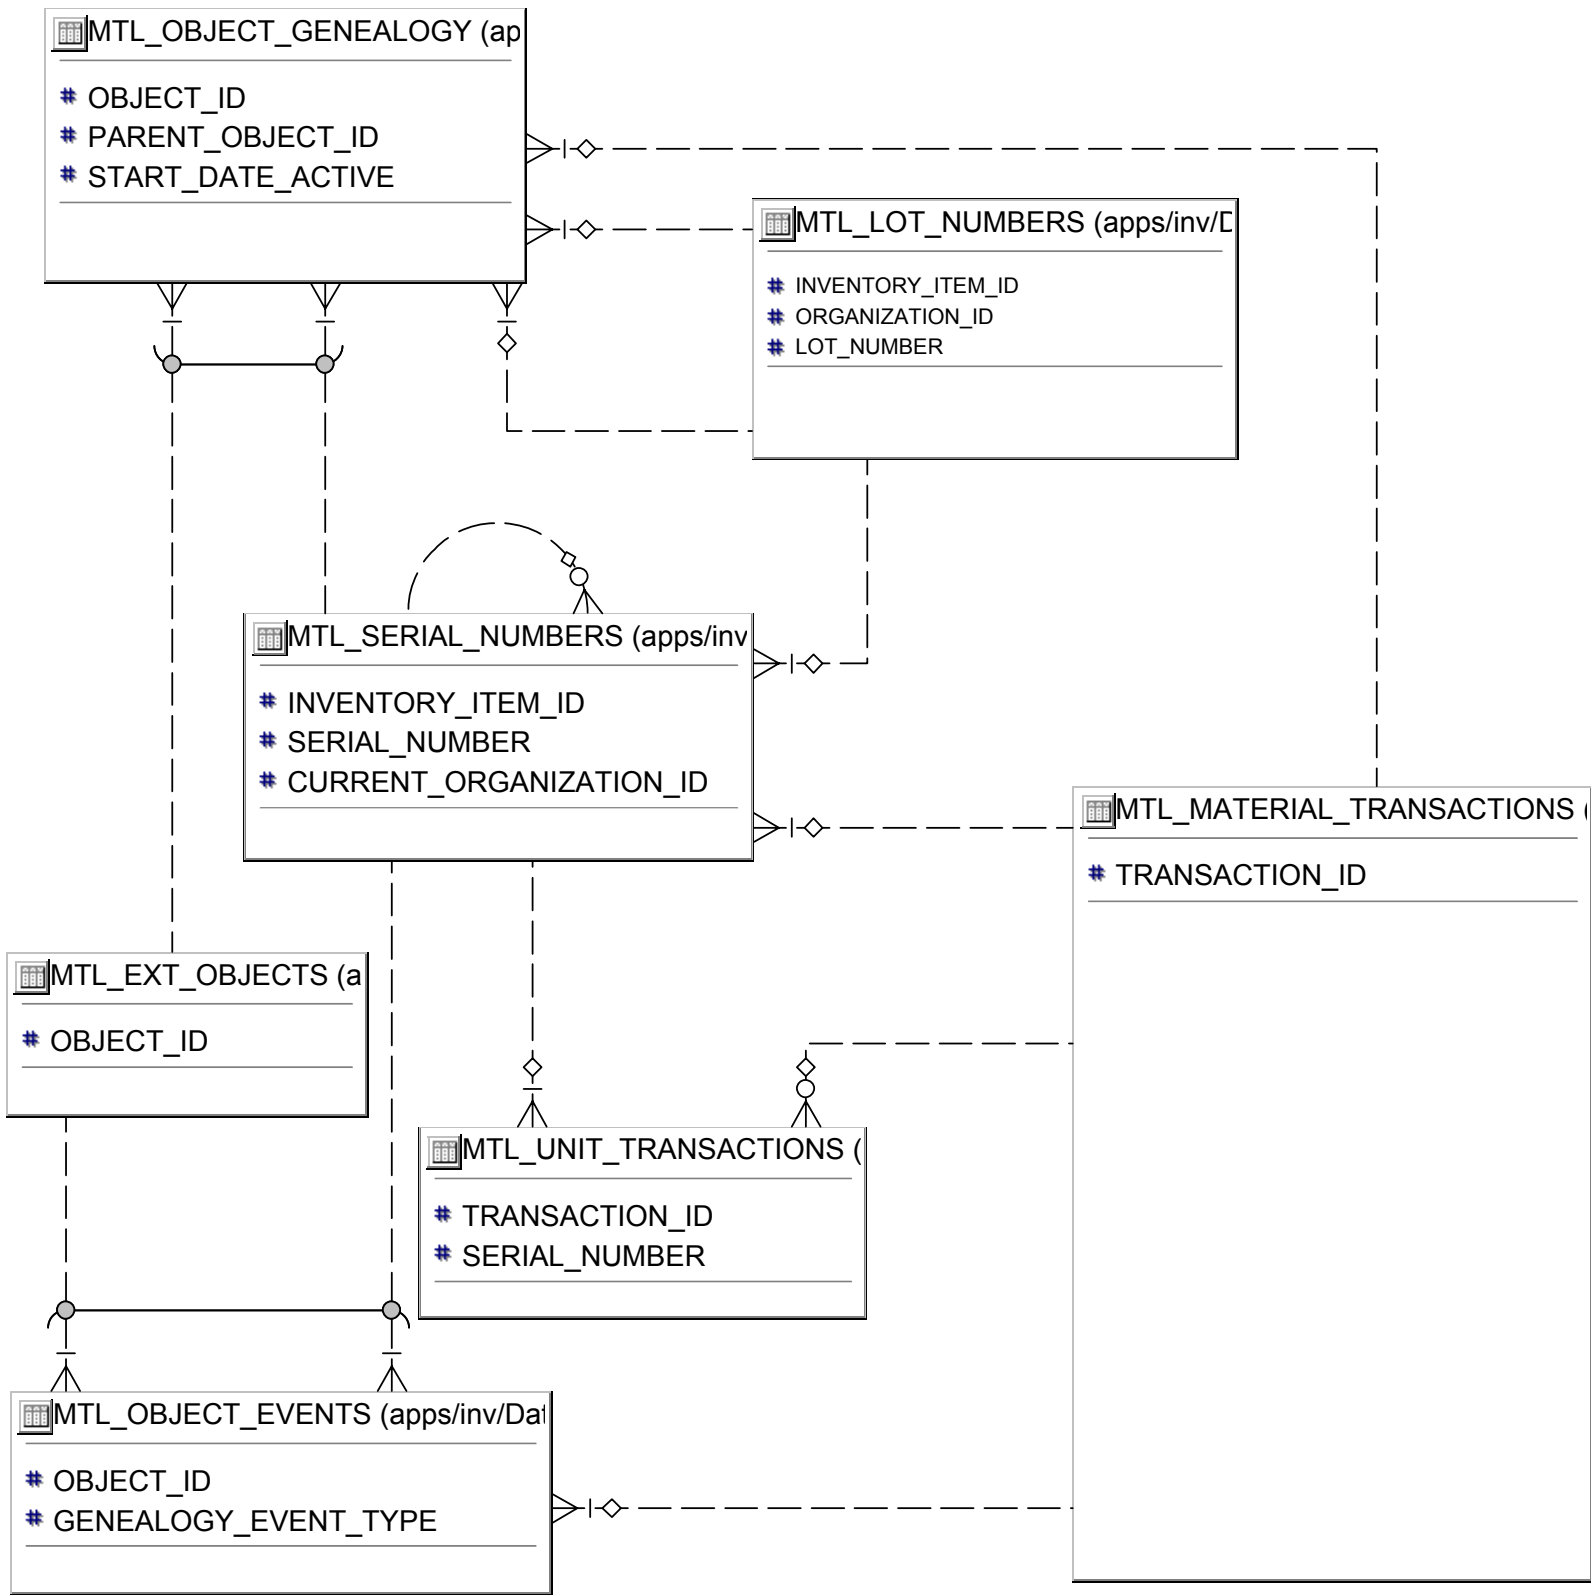 MTL_OBJECT_GENEALOGY (ap
# OBJECT_ID
# PARENT_OBJECT_ID
# START_DATE_ACTIVE
MTL_LOT_NUMBERS (apps/inv/D
# INVENTORY_ITEM_ID
# ORGANIZATION_ID
# LOT_NUMBER
MTL_SERIAL_NUMBERS (apps/inv
# INVENTORY_ITEM_ID
# SERIAL_NUMBER
# CURRENT_ORGANIZATION_ID
MTL_MATERIAL_TRANSACTIONS (
# TRANSACTION_ID
MTL_EXT_OBJECTS (a
# OBJECT_ID
MTL_UNIT_TRANSACTIONS (
# TRANSACTION_ID
# SERIAL_NUMBER
MTL_OBJECT_EVENTS (apps/inv/Dat
# OBJECT_ID
# GENEALOGY_EVENT_TYPE